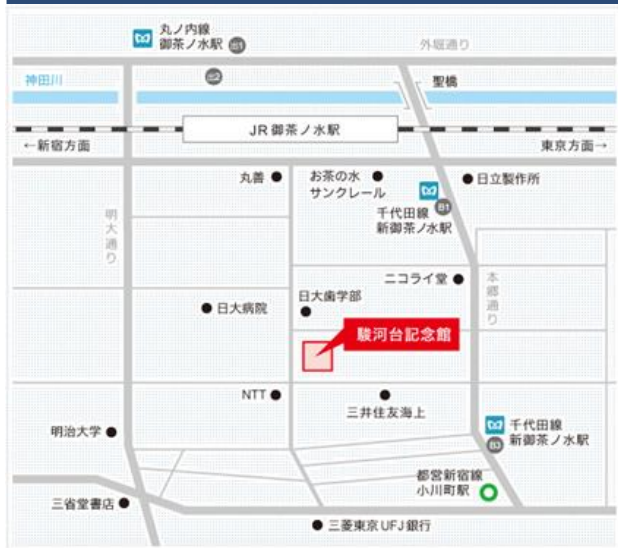 丸ノ内線
御茶ノ水駅 出1
外堀通り
神田川
出2
聖橋
JR御茶ノ水駅
←新宿方面
東京方面→
丸善
お茶の水
サンクレール
日立製作所
B1
千代田線
新御茶ノ水駅
明大通り
ニコライ堂
本郷通り
日大歯学部
日大病院
駿河台記念館
NTT
三井住友海上
明治大学
千代田線
B3 新御茶ノ水駅
都営新宿線
小川町駅
三省堂書店
三菱東京UFJ銀行